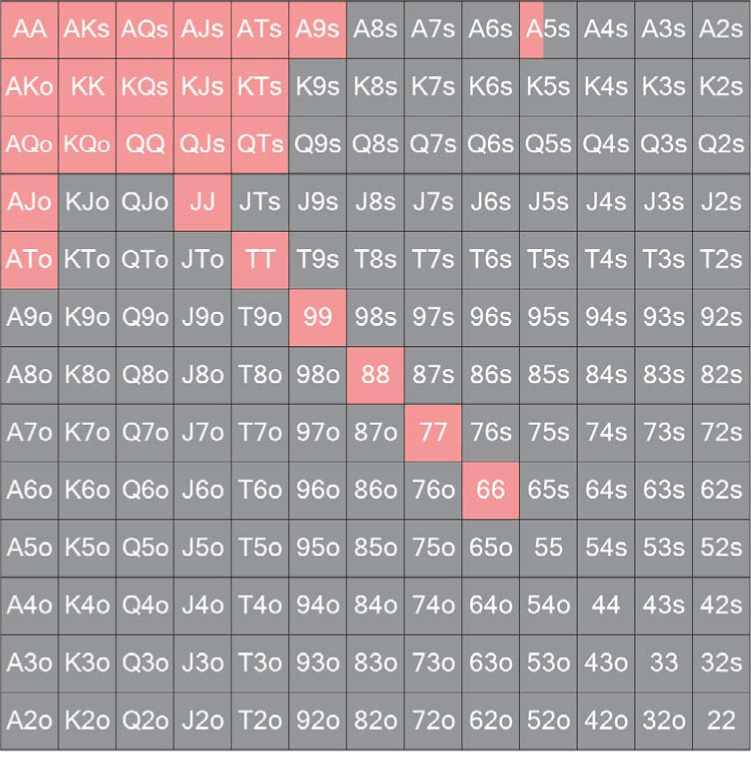 AA AKs AQs AJs ATs A9s A8s A7s A6s A5s A4s A3s A2s
AKo KK KQs KJs KTs K9s K8s K7s K6s K5s K4s K3s K2s
AQo KQo QQ QJs QTs Q9s Q8s Q7s Q6s Q5s Q4s Q3s Q2s
AJo KJo QJo JJ JTs J9s J8s J7s J6s J5s J4s J3s J2s
ATo KTo QTo JTo TT T9s T8s T7s T6s T5s T4s T3s T2s
A9o K9o Q9o J9o T9o 99 98s 97s 96s 95s 94s 93s 92s
A8o K8o Q8o J8o T8o 98o 88 87s 86s 85s 84s 83s 82s
A7o K7o Q7o J7o T7o 97o 87o 77 76s 75s 74s 73s 72s
A6o K6o Q6o J6o T6o 96o 86o 76o 66 65s 64s 63s 62s
A5o K5o Q5o J5o T5o 95o 85o 75o 65o 55 54s 53s 52s
A4o K4o Q4o J4o T4o 94o 84o 74o 64o 54o 44 43s 42s
A3o K3o Q3o J3o T3o 93o 83o 73o 63o 53o 43o 33 32s
A2o K2o Q2o J2o T2o 92o 82o 72o 62o 52o 42o 32o 22